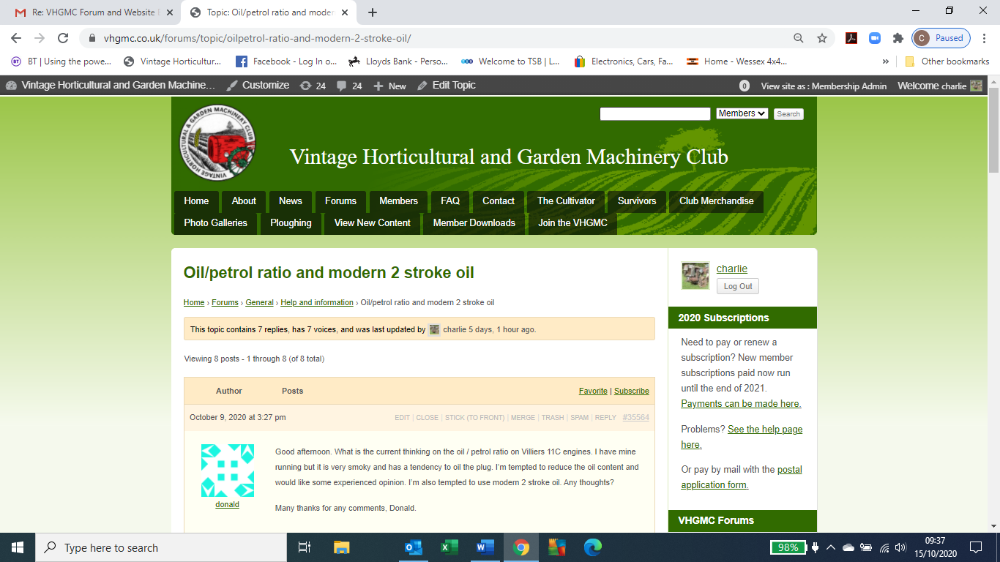 Re: VHGMC Forum and Website E
Topic: Oil/petrol ratio and moder
vhgmc.co.uk/forums/topic/oilpetrol-ratio-and-modern-2-stroke-oil/
C Paused
BT | Using the powe...
Vintage Horticultur...
Facebook - Log In o...
Lloyds Bank - Perso...
Welcome to TSB | L...
Electronics, Cars, Fa...
Home - Wessex 4x4...
Other bookmarks
Vintage Horticultural and Garden Machine... Customize 24 24 New Edit Topic 0 View site as : Membership Admin Welcome charlie
VINTAGE HORTICULTURAL & GARDEN MACHINERY CLUB
Members Search
Vintage Horticultural and Garden Machinery Club
Home About News Forums Members FAQ Contact The Cultivator Survivors Club Merchandise
Photo Galleries Ploughing View New Content Member Downloads Join the VHGMC
Oil/petrol ratio and modern 2 stroke oil
Home › Forums › General › Help and information › Oil/petrol ratio and modern 2 stroke oil
This topic contains 7 replies, has 7 voices, and was last updated by charlie 5 days, 1 hour ago.
Viewing 8 posts - 1 through 8 (of 8 total)
Author Posts Favorite | Subscribe
October 9, 2020 at 3:27 pm EDIT | CLOSE | STICK (TO FRONT) | MERGE | TRASH | SPAM | REPLY #35564
Good afternoon. What is the current thinking on the oil / petrol ratio on Villiers 11C engines. I have mine
running but it is very smoky and has a tendency to oil the plug. I'm tempted to reduce the oil content and
would like some experienced opinion. I'm also tempted to use modern 2 stroke oil. Any thoughts?
Many thanks for any comments, Donald.
donald
charlie
Log Out
2020 Subscriptions
Need to pay or renew a
subscription? New member
subscriptions paid now run
until the end of 2021.
Payments can be made here.
Problems? See the help page
here.
Or pay by mail with the postal
application form.
VHGMC Forums
Type here to search
98%
09:37
15/10/2020